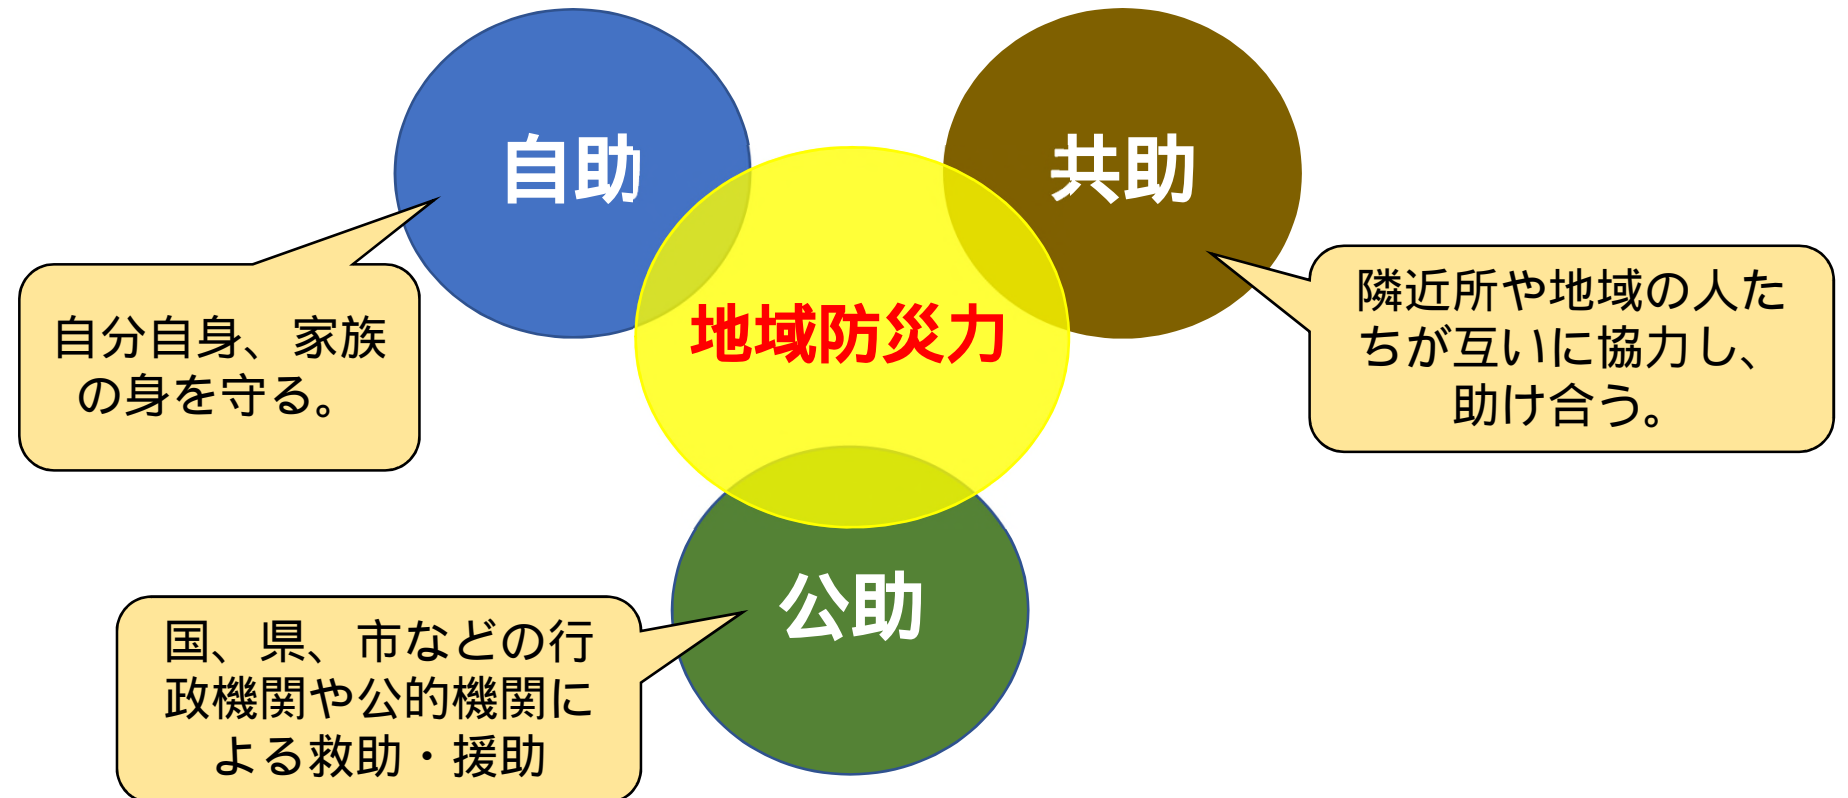 自助
共助
地域防災力
自分自身、家族
の身を守る。
隣近所や地域の人た
ちが互いに協力し、
助け合う。
公助
国、県、市などの行
政機関や公的機関に
よる救助・援助